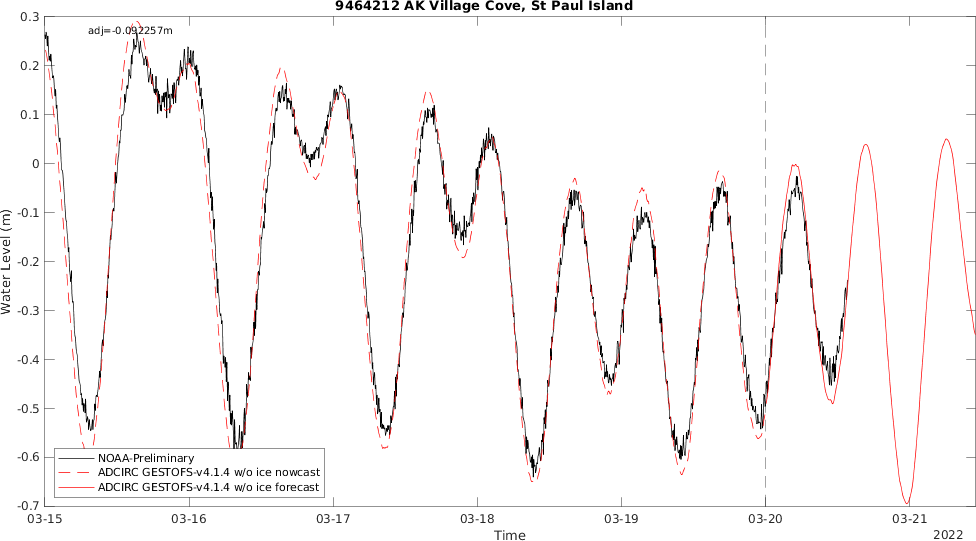 9464212 AK Village Cove, St Paul Island
adj=-0.092257m
0.3
0.2
0.1
0
-0.1
-0.2
-0.3
-0.4
-0.5
-0.6
-0.7
Water Level (m)
NOAA-Preliminary
ADCIRC GESTOFS-v4.1.4 w/o ice nowcast
ADCIRC GESTOFS-v4.1.4 w/o ice forecast
03-15 03-16 03-17 03-18 03-19 03-20 03-21
Time
2022